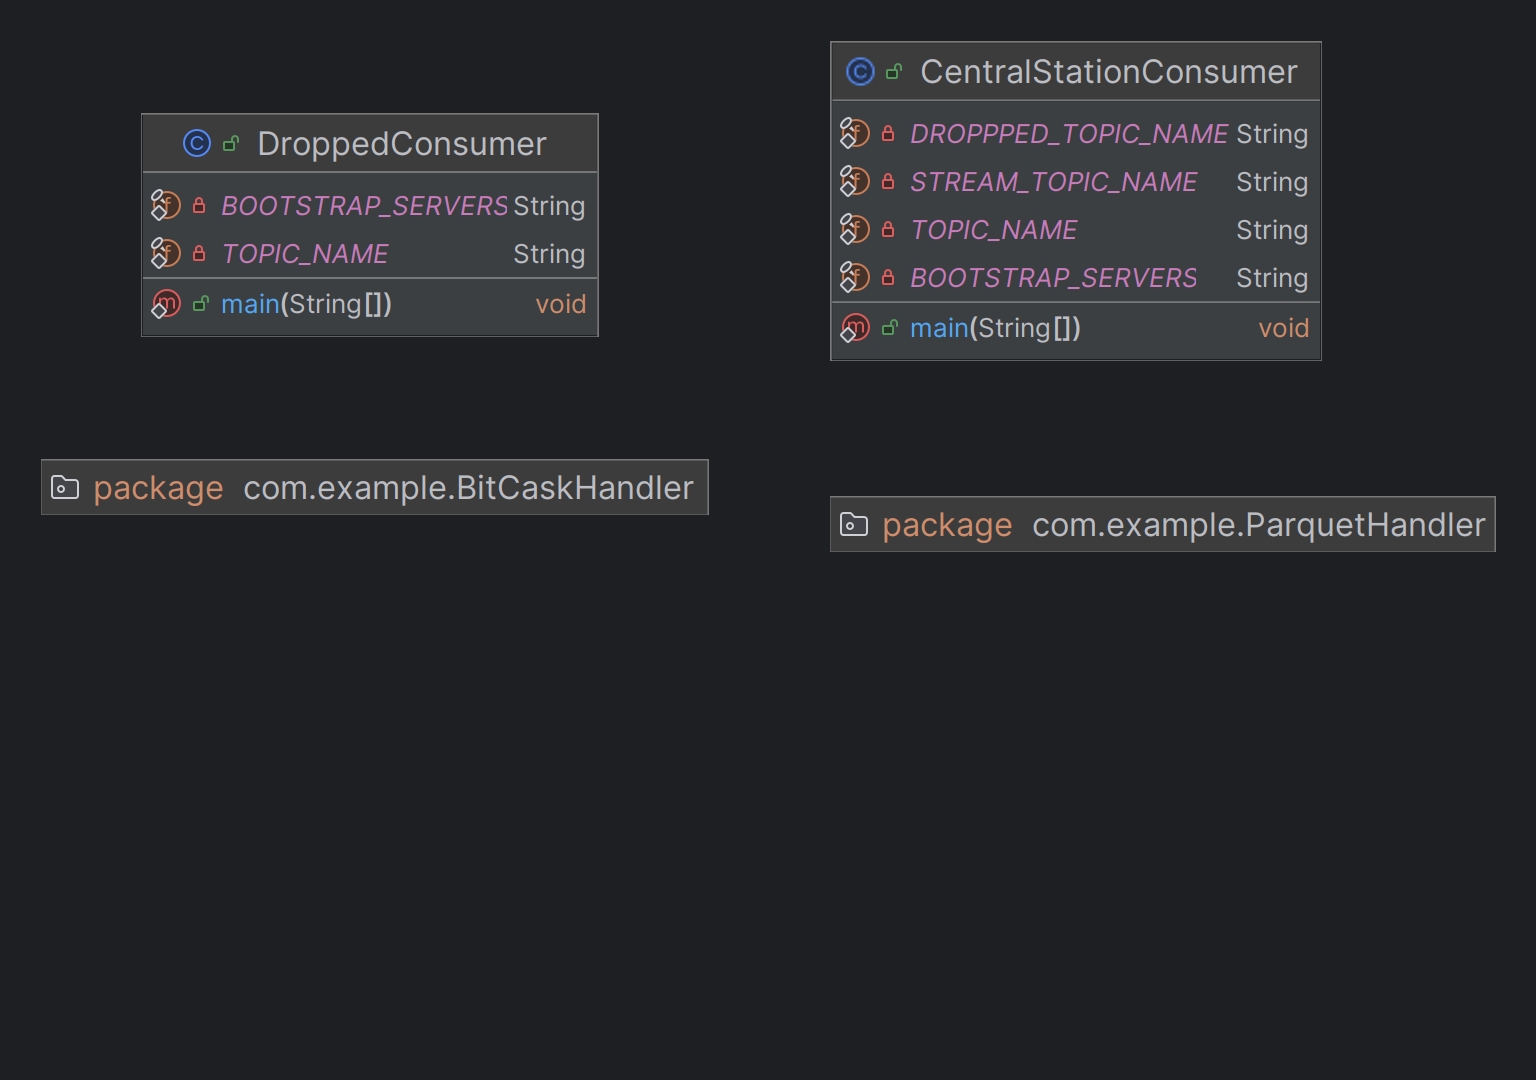 DroppedConsumer
BOOTSTRAP_SERVERS String
TOPIC_NAME String
main(String[]) void
CentralStationConsumer
DROPPPED_TOPIC_NAME String
STREAM_TOPIC_NAME String
TOPIC_NAME String
BOOTSTRAP_SERVERS String
main(String[]) void
package com.example.BitCaskHandler
package com.example.ParquetHandler